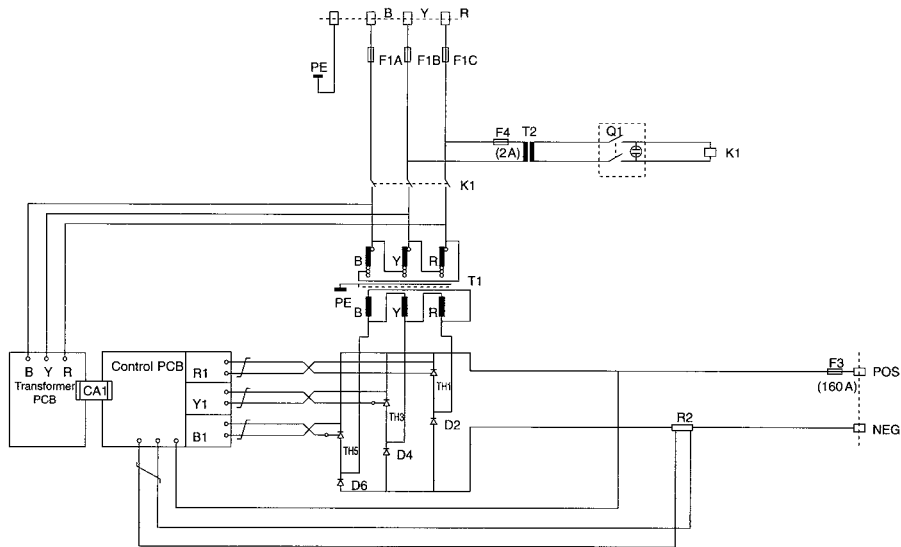 B Y R
F1A F1B F1C
PE
F4 T2 Q1
(2A)
K1
K1
B Y R
T1
PE
B Y R
B Y R
Transformer
PCB
CA1
Control PCB
R1
Y1
B1
TH1
TH3
TH5
D2
D4
D6
F3
(160A)
POS
R2
NEG